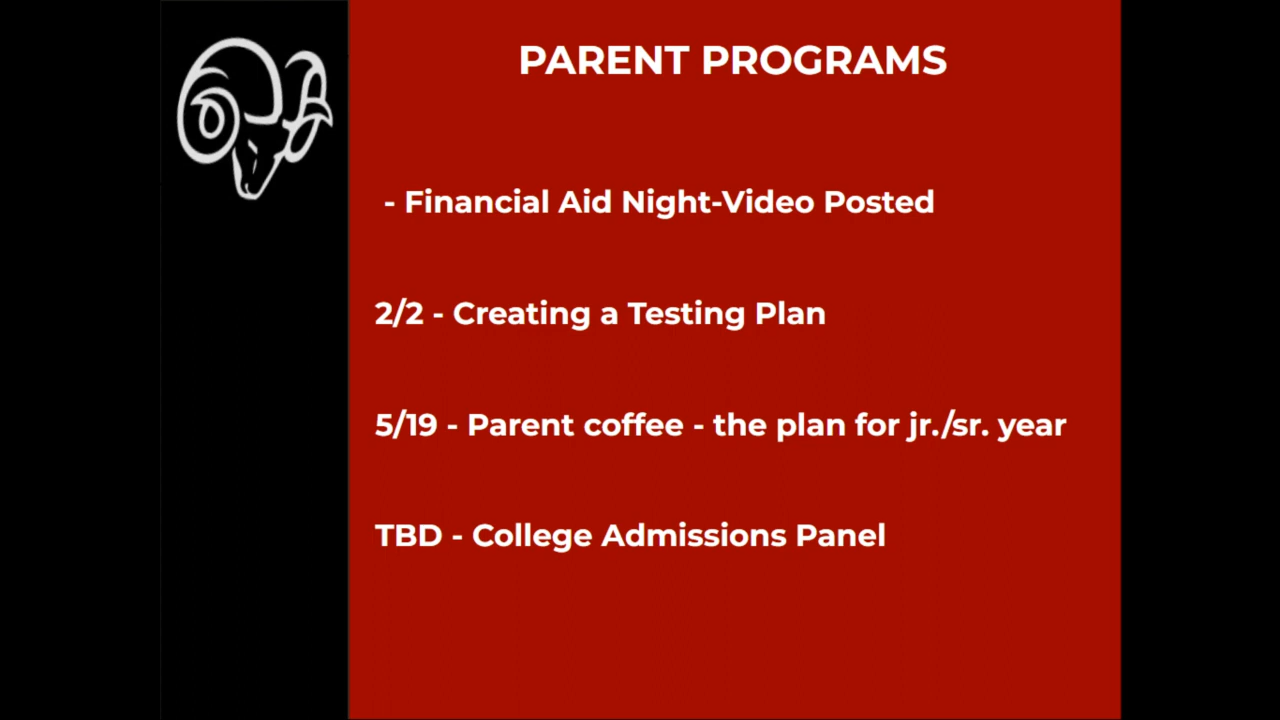 PARENT PROGRAMS
- Financial Aid Night-Video Posted
2/2 - Creating a Testing Plan
5/19 - Parent coffee - the plan for jr./sr. year
TBD - College Admissions Panel